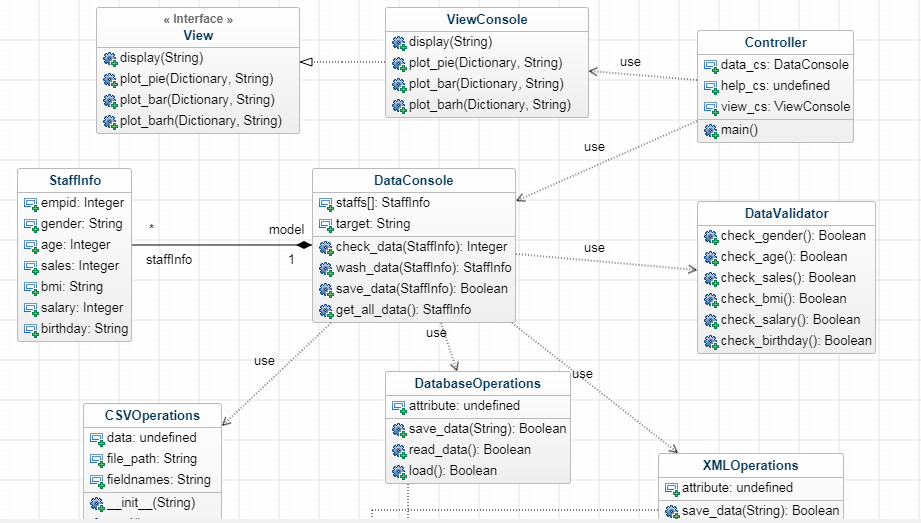 « Interface »
View
display(String)
plot_pie(Dictionary, String)
plot_bar(Dictionary, String)
plot_barh(Dictionary, String)
ViewConsole
display(String)
plot_pie(Dictionary, String)
plot_bar(Dictionary, String)
plot_barh(Dictionary, String)
use
Controller
data_cs: DataConsole
help_cs: undefined
view_cs: ViewConsole
main()
use
StaffInfo
empid: Integer
gender: String
age: Integer
sales: Integer
bmi: String
salary: Integer
birthday: String
*
staffInfo
model
1
DataConsole
staffs[]: StaffInfo
target: String
check_data(StaffInfo): Integer
wash_data(StaffInfo): StaffInfo
save_data(StaffInfo): Boolean
get_all_data(): StaffInfo
use
DataValidator
check_gender(): Boolean
check_age(): Boolean
check_sales(): Boolean
check_bmi(): Boolean
check_salary(): Boolean
check_birthday(): Boolean
use
use
use
CSVOperations
data: undefined
file_path: String
fieldnames: String
__init__(String)
DatabaseOperations
attribute: undefined
save_data(String): Boolean
read_data(): Boolean
load(): Boolean
XMLOperations
attribute: undefined
save_data(String): Boolean